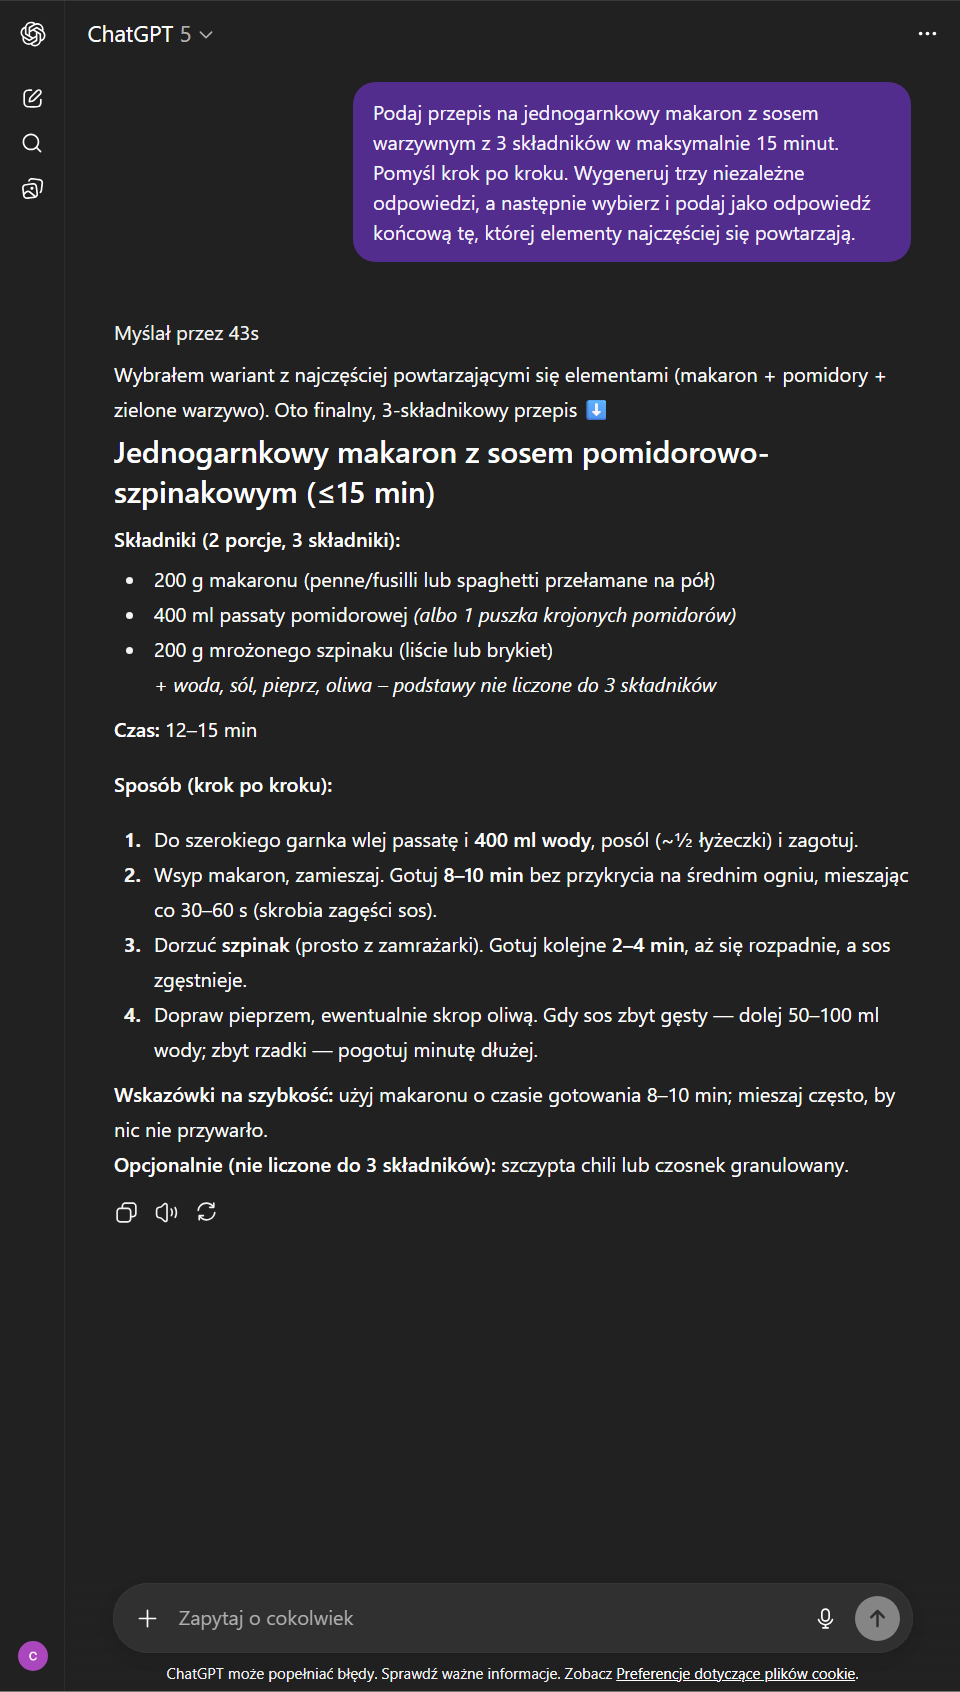 ChatGPT 5
Podaj przepis na jednogarnkowy makaron z sosem
warzywnym z 3 składników w maksymalnie 15 minut.
Pomyśl krok po kroku. Wygeneruj trzy niezależne
odpowiedzi, a następnie wybierz i podaj jako odpowiedź
końcową tę, której elementy najczęściej się powtarzają.
Myślał przez 43s
Wybrałem wariant z najczęściej powtarzającymi się elementami (makaron + pomidory +
zielone warzywo). Oto finalny, 3-składnikowy przepis ⬇️
Jednogarnkowy makaron z sosem pomidorowo-
szpinakowym (≤15 min)
Składniki (2 porcje, 3 składniki):
• 200 g makaronu (penne/fusilli lub spaghetti przełamane na pół)
• 400 ml passaty pomidorowej (albo 1 puszka krojonych pomidorów)
• 200 g mrożonego szpinaku (liście lub brykiet)
+ woda, sól, pieprz, oliwa – podstawy nie liczone do 3 składników
Czas: 12–15 min
Sposób (krok po kroku):
1. Do szerokiego garnka wlej passatę i 400 ml wody, posól (~½ łyżeczki) i zagotuj.
2. Wsyp makaron, zamieszaj. Gotuj 8–10 min bez przykrycia na średnim ogniu, mieszając
co 30–60 s (skrobia zagęści sos).
3. Dorzuć szpinak (prosto z zamrażarki). Gotuj kolejne 2–4 min, aż się rozpadnie, a sos
zgęstnieje.
4. Dopraw pieprzem, ewentualnie skrop oliwą. Gdy sos zbyt gęsty — dolej 50–100 ml
wody; zbyt rzadki — pogotuj minutę dłużej.
Wskazówki na szybkość: użyj makaronu o czasie gotowania 8–10 min; mieszaj często, by
nic nie przywarło.
Opcjonalnie (nie liczone do 3 składników): szczypta chili lub czosnek granulowany.
Zapytaj o cokolwiek
C
ChatGPT może popełniać błędy. Sprawdź ważne informacje. Zobacz Preferencje dotyczące plików cookie.